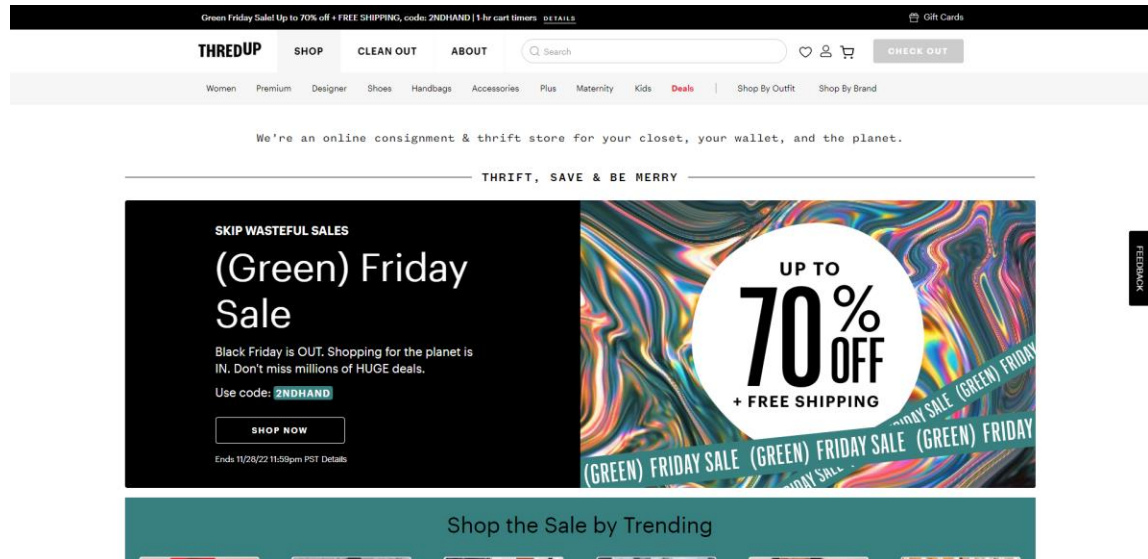 Green Friday Sale! Up to 70% off + FREE SHIPPING, code: 2NDHAND | 1-hr cart timers DETAILS
Gift Cards
THREDUP
SHOP
CLEAN OUT
ABOUT
Search
CHECK OUT
Women Premium Designer Shoes Handbags Accessories Plus Maternity Kids Deals | Shop By Outfit Shop By Brand
We're an online consignment & thrift store for your closet, your wallet, and the planet.
THRIFT, SAVE & BE MERRY
SKIP WASTEFUL SALES
(Green) Friday
Sale
Black Friday is OUT. Shopping for the planet is
IN. Don't miss millions of HUGE deals.
Use code: 2NDHAND
SHOP NOW
Ends 11/28/22 11:59pm PST Details
UP TO
70% OFF
+ FREE SHIPPING
(GREEN) FRIDAY SALE (GREEN) FRIDAY SALE (GREEN) FRIDAY
IDAY SALE (GREEN) FRIDAY
IDAY SALE
FEEDBACK
Shop the Sale by Trending